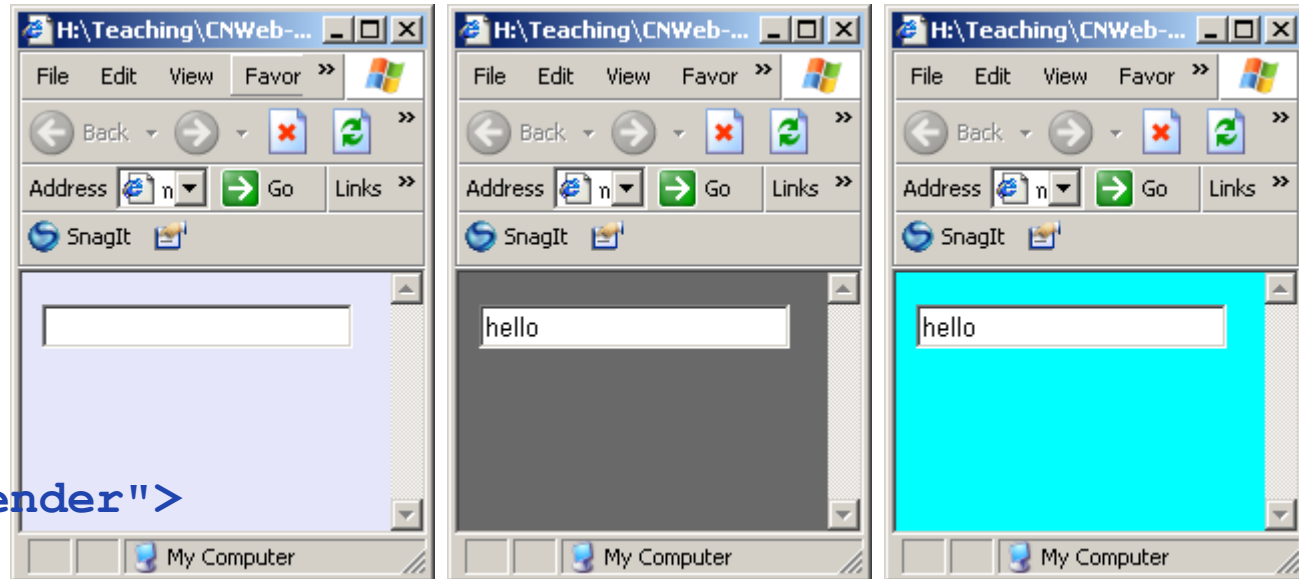 H:\Teaching\CNWeb-...
File Edit View Favor »
Back »
Address n Go Links »
SnagIt
ender">
My Computer
H:\Teaching\CNWeb-...
File Edit View Favor »
Back »
Address n Go Links »
SnagIt
hello
My Computer
H:\Teaching\CNWeb-...
File Edit View Favor »
Back »
Address n Go Links »
SnagIt
hello
My Computer